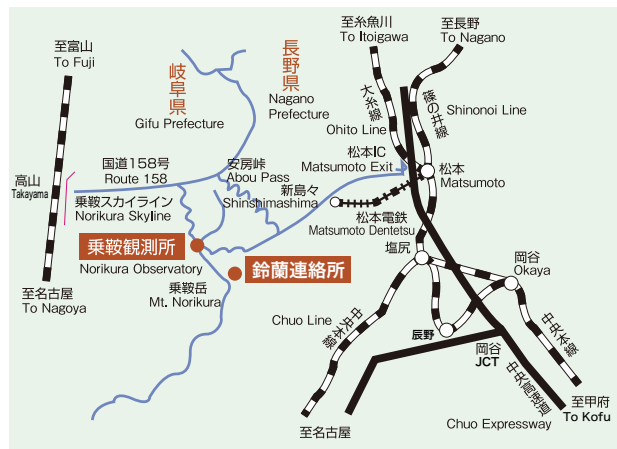 至富山
To Fuji
岐阜県
Gifu Prefecture
長野県
Nagano
Prefecture
至糸魚川
To Itoigawa
至長野
To Nagano
大糸線
Ohito Line
篠の井線
Shinonoi Line
高山
Takayama
国道158号
Route 158
安房峠
Abou Pass
松本IC
Matsumoto Exit
松本
Matsumoto
乗鞍スカイライン
Norikura Skyline
新島々
Shinshimashima
松本電鉄
Matsumoto Dentetsu
乗鞍観測所
Norikura Observatory
鈴蘭連絡所
乗鞍岳
Mt. Norikura
塩尻
岡谷
Okaya
至名古屋
To Nagoya
Chuo Line
中央本線
辰野
岡谷
JCT
中央本線
中央高速道
至甲府
To Kofu
至名古屋
Chuo Expressway